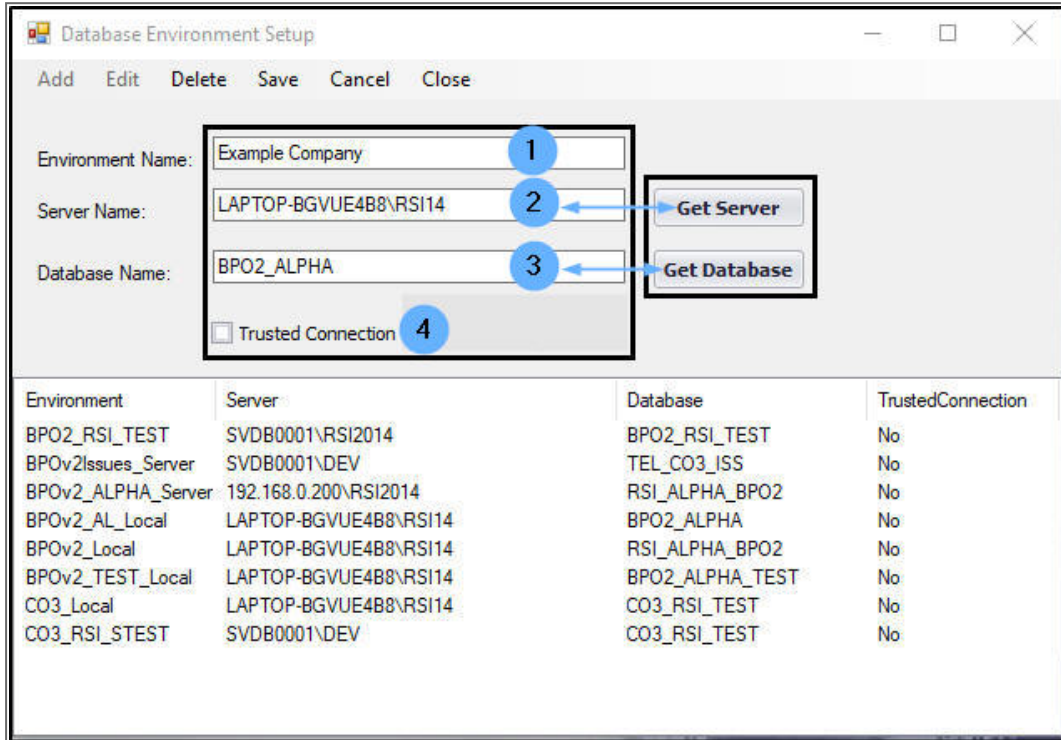 Database Environment Setup
Add Edit Delete Save Cancel Close
Environment Name: Example Company 1
Server Name: LAPTOP-BGVUE4B8\RSI14 2 Get Server
Database Name: BPO2_ALPHA 3 Get Database
Trusted Connection 4
Environment Server Database TrustedConnection
BPO2_RSI_TEST SVDB0001\RSI2014 BPO2_RSI_TEST No
BPOv2Issues_Server SVDB0001\DEV TEL_CO3_ISS No
BPOv2_ALPHA_Server 192.168.0.200\RSI2014 RSI_ALPHA_BPO2 No
BPOv2_AL_Local LAPTOP-BGVUE4B8\RSI14 BPO2_ALPHA No
BPOv2_Local LAPTOP-BGVUE4B8\RSI14 RSI_ALPHA_BPO2 No
BPOv2_TEST_Local LAPTOP-BGVUE4B8\RSI14 BPO2_ALPHA_TEST No
CO3_Local LAPTOP-BGVUE4B8\RSI14 CO3_RSI_TEST No
CO3_RSI_STEST SVDB0001\DEV CO3_RSI_TEST No